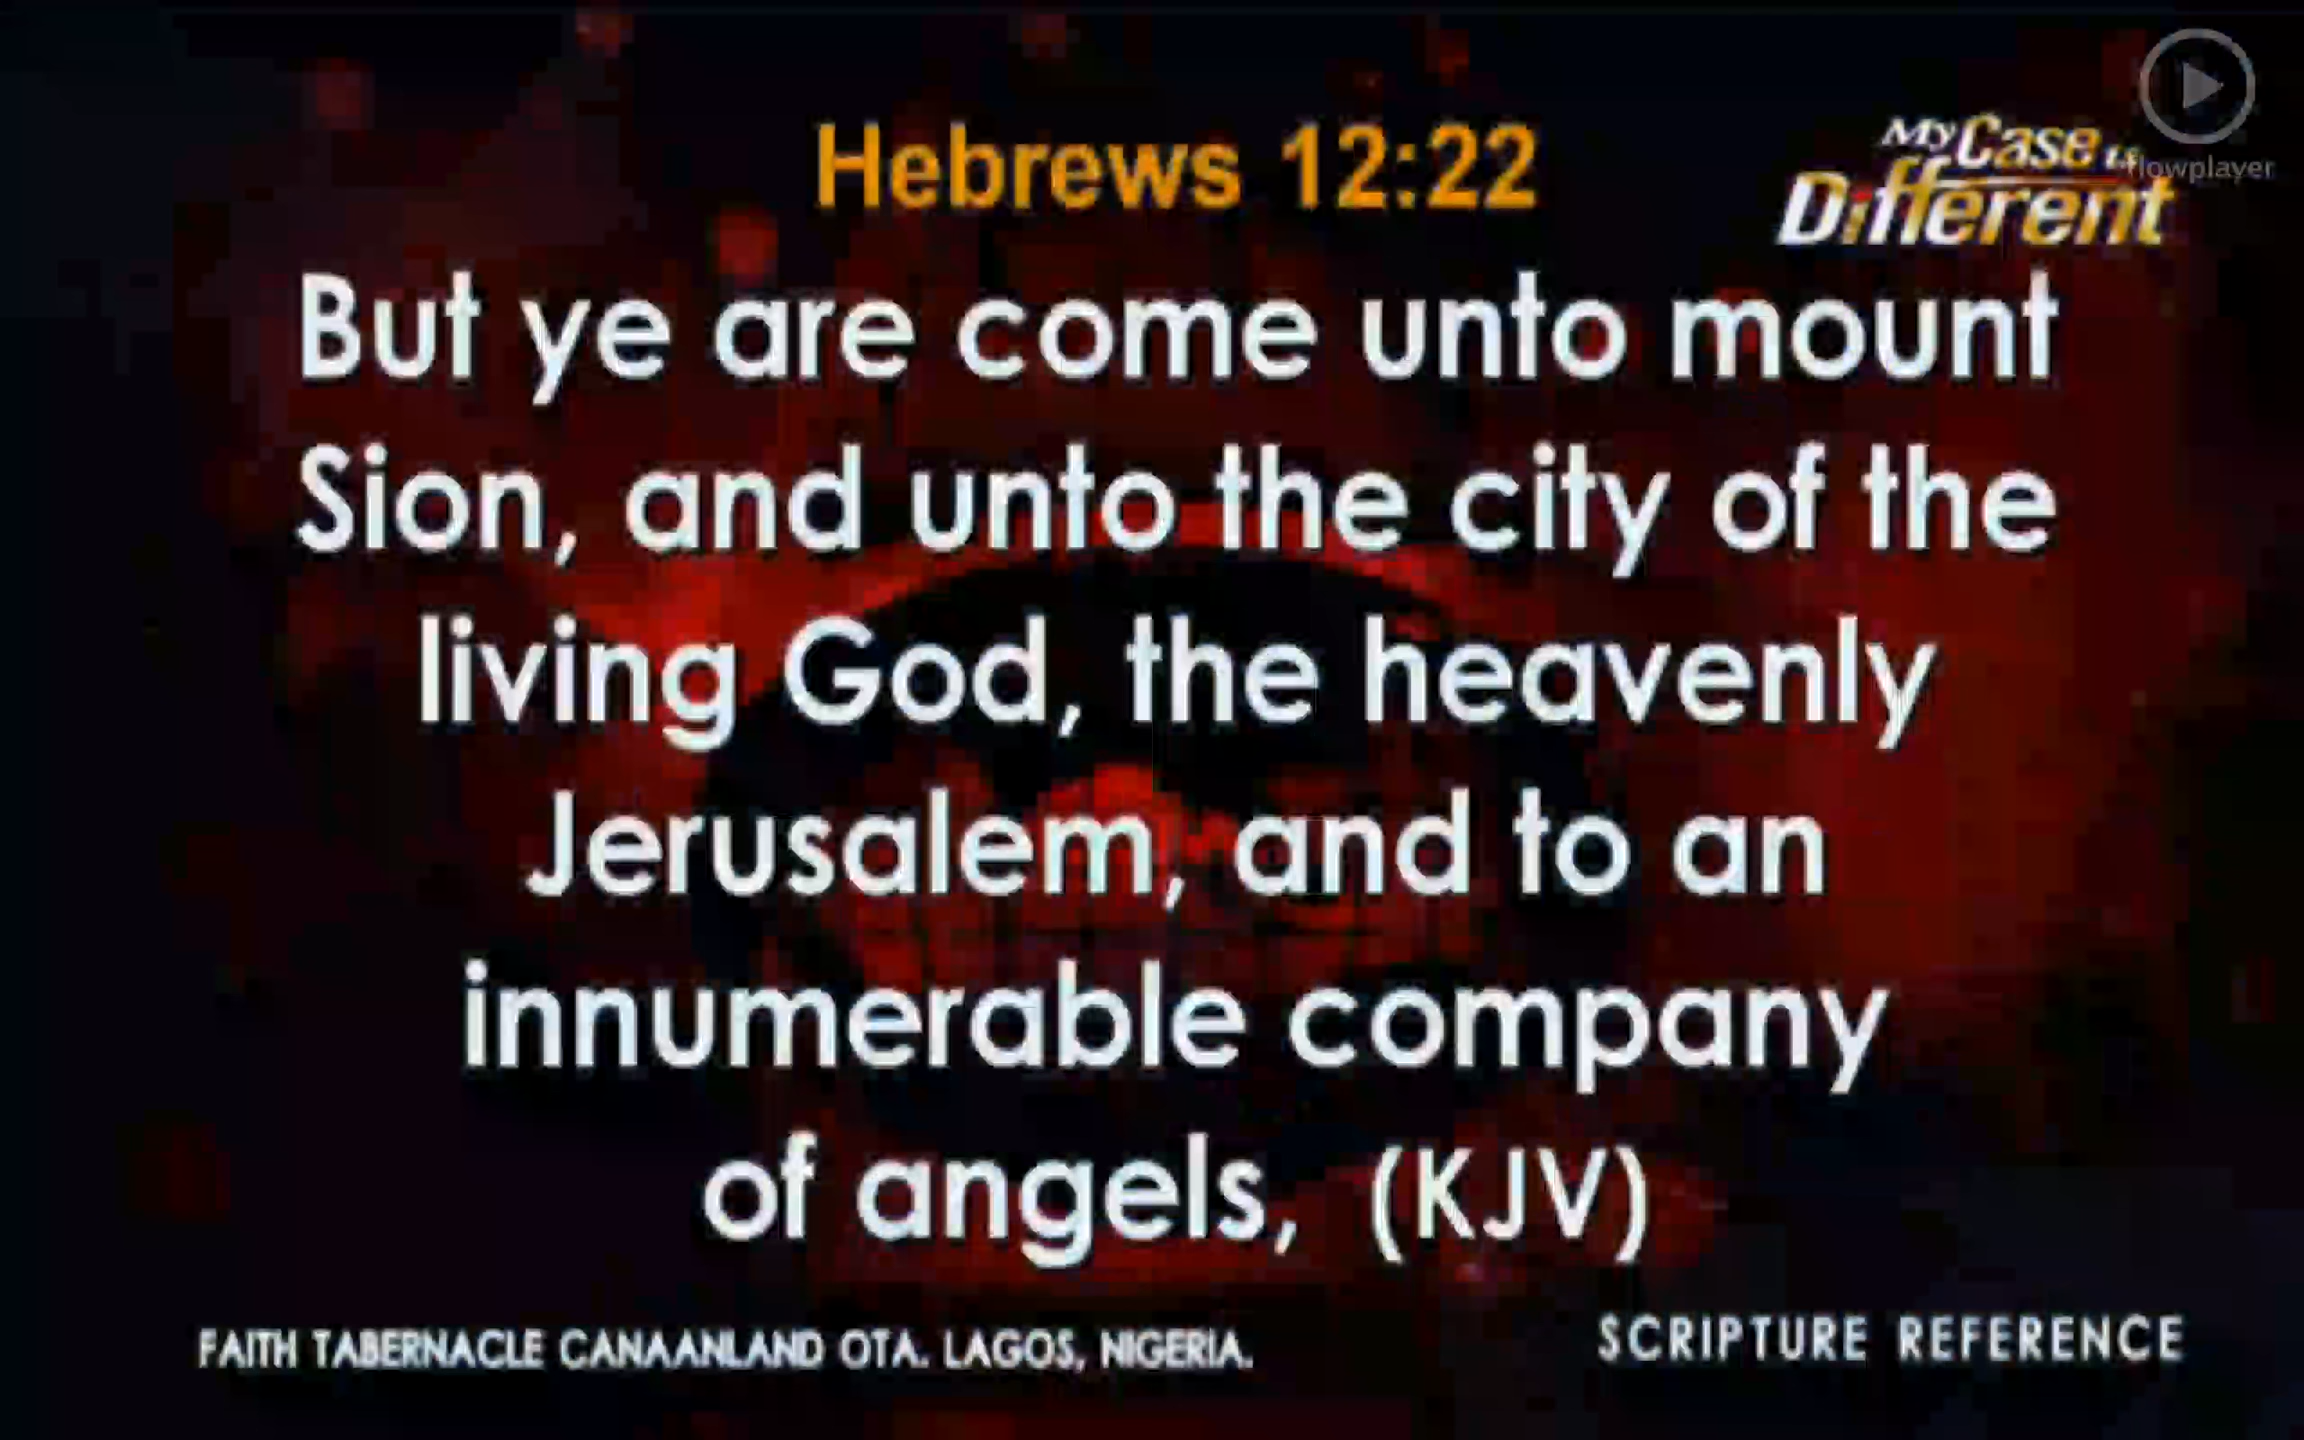 Hebrews 12:22
My Case is
flowplayer
Different
But ye are come unto mount
Sion, and unto the city of the
living God, the heavenly
Jerusalem, and to an
innumerable company
of angels, (KJV)
FAITH TABERNACLE CANAANLAND OTA. LAGOS, NIGERIA.
SCRIPTURE REFERENCE